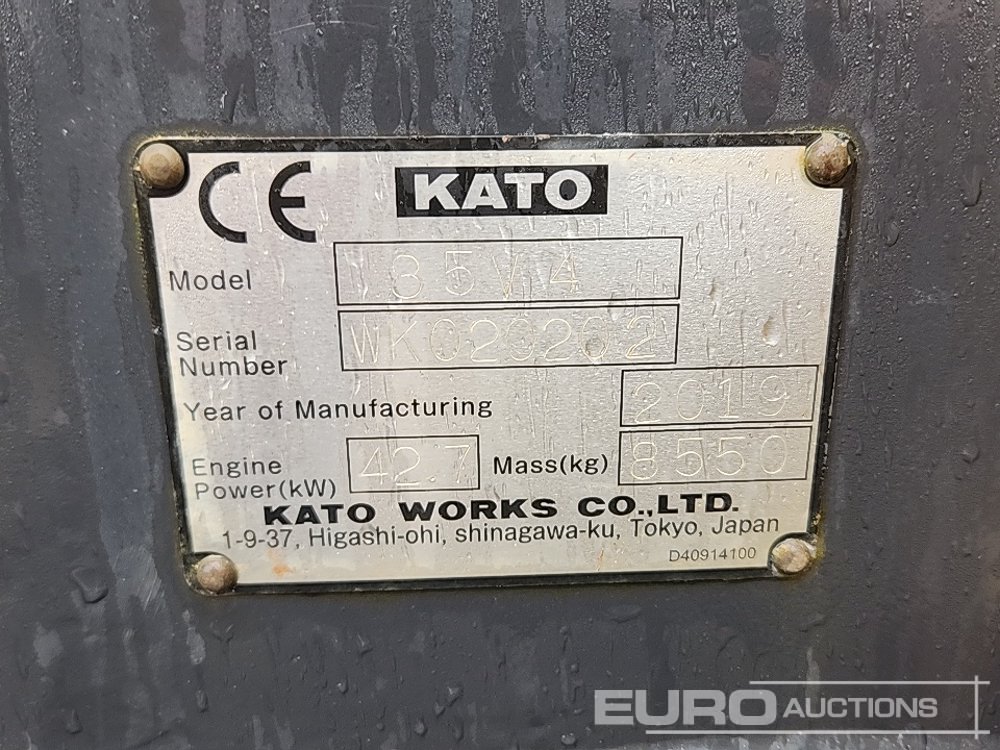 CE KATO
Model 85V4
Serial
Number
Year of Manufacturing 2019
Engine
Power(kW) 42.7 Mass(kg) 8550
KATO WORKS CO.,LTD.
1-9-37, Higashi-ohi, shinagawa-ku, Tokyo, Japan
D40914100
EURO AUCTIONS